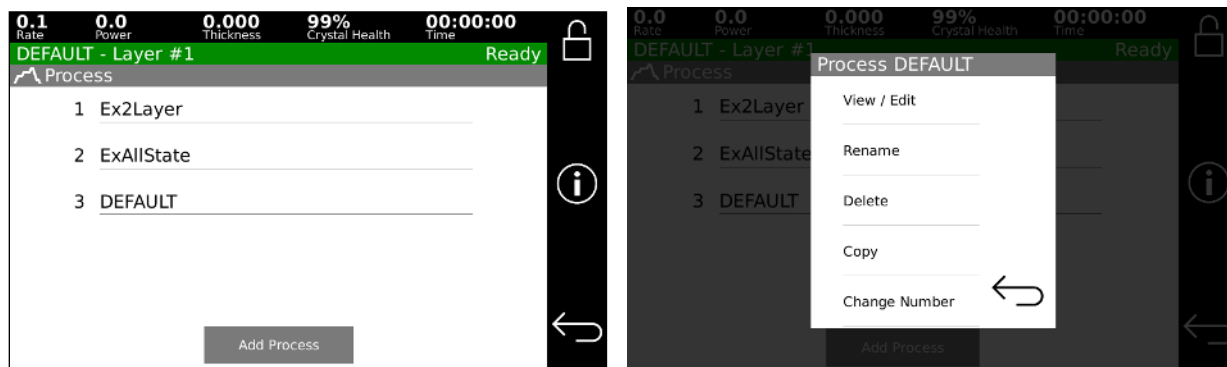 0.1 0.0 0.000 99% 00:00:00
Rate Power Thickness Crystal Health Time
DEFAULT - Layer #1 Ready
Process
1 Ex2Layer
2 ExAllState
3 DEFAULT
Add Process
0.0 0.0 0.000 99% 00:00:00
Rate Power Thickness Crystal Health Time
DEFAULT - Layer #1 Ready
Process DEFAULT
Process
View / Edit
1 Ex2Layer
Rename
2 ExAllState
Delete
3 DEFAULT
Copy
Change Number
Add Process